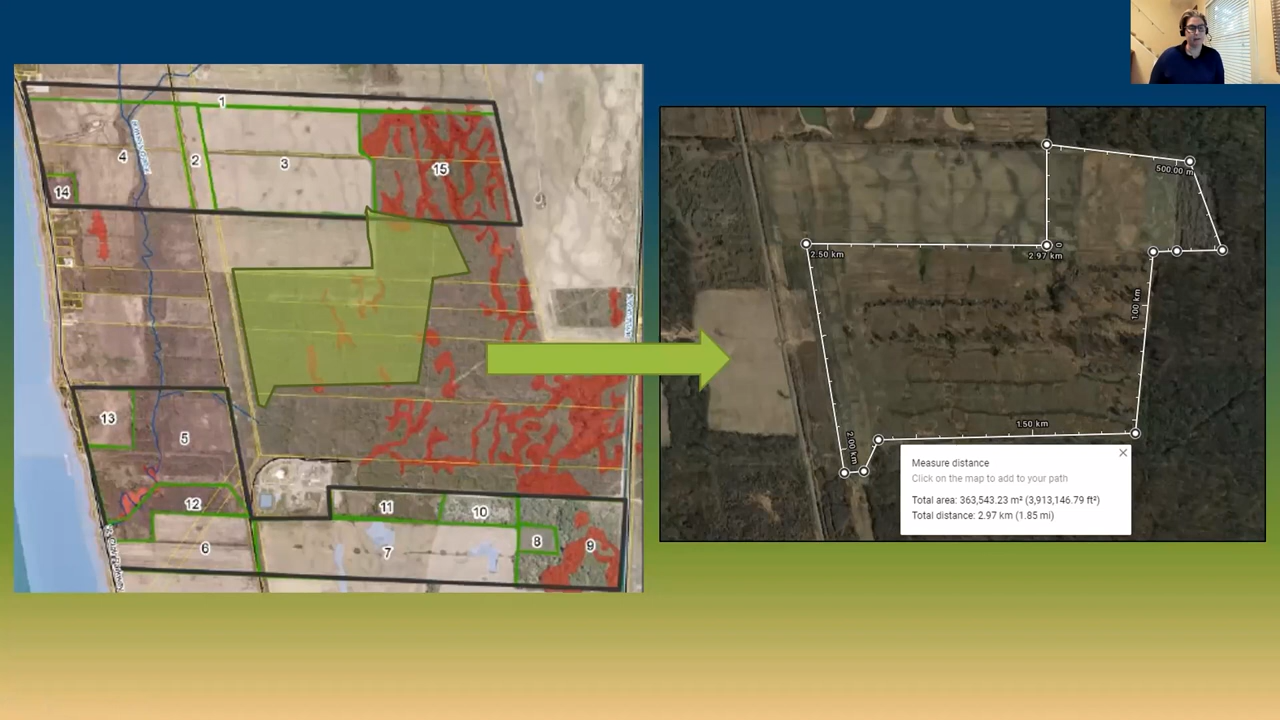 1
4
2
3
15
14
13
5
12
11
10
6
7
8
9
500.00 m
2.50 km
0
2.97 km
1.00 km
1.50 km
2.00 km
Measure distance
Click on the map to add to your path
Total area: 363,543.23 m² (3,913,146.79 ft²)
Total distance: 2.97 km (1.85 mi)